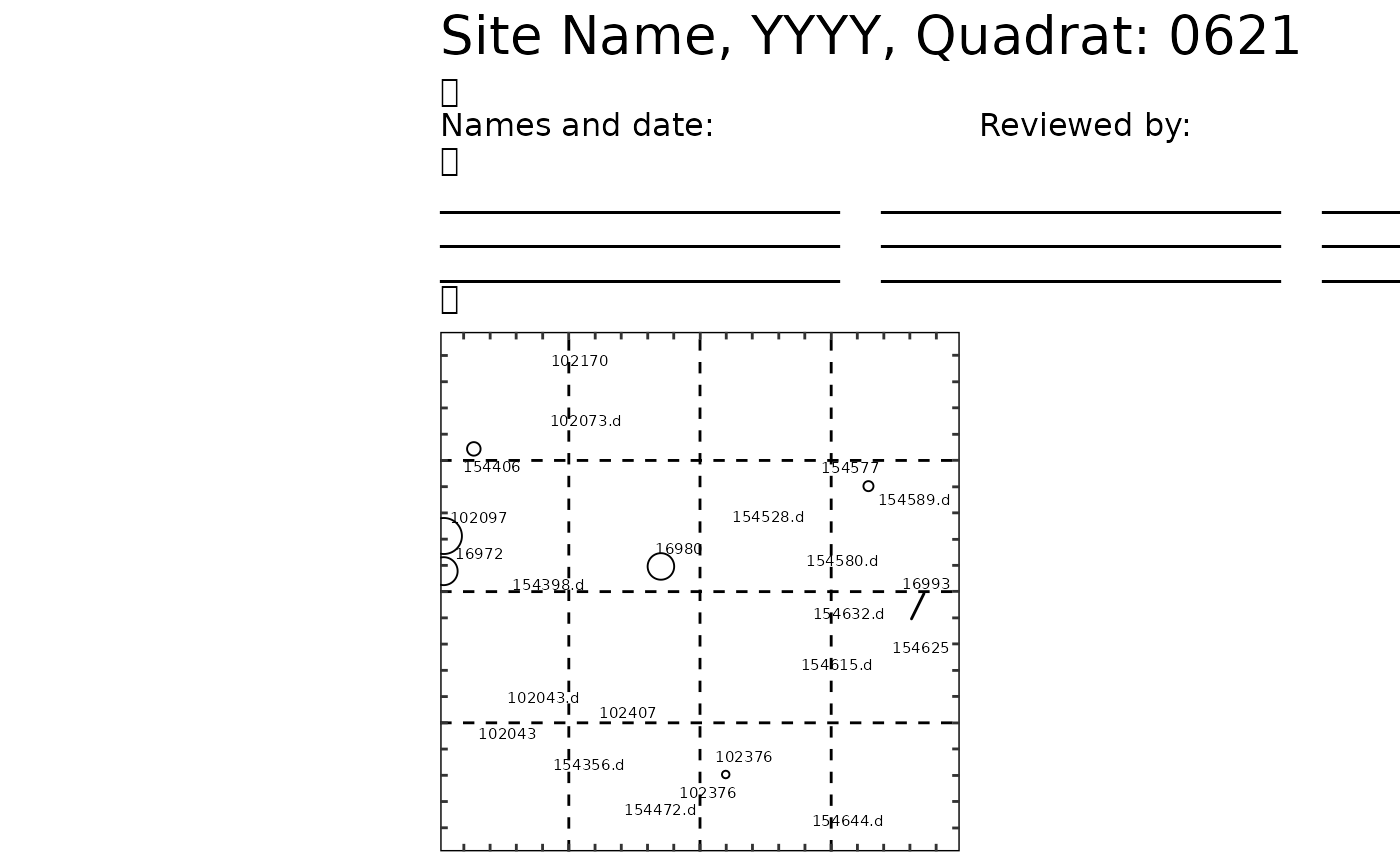 Site Name, YYYY, Quadrat: 0621
Names and date: Reviewed by:
102170
102073.d
154406
154577
154589.d
102097
154528.d
16980
16972
154580.d
154398.d
16993
154632.d
154625
154615.d
102043.d
102407
102043
102376
154356.d
102376
154472.d
154644.d